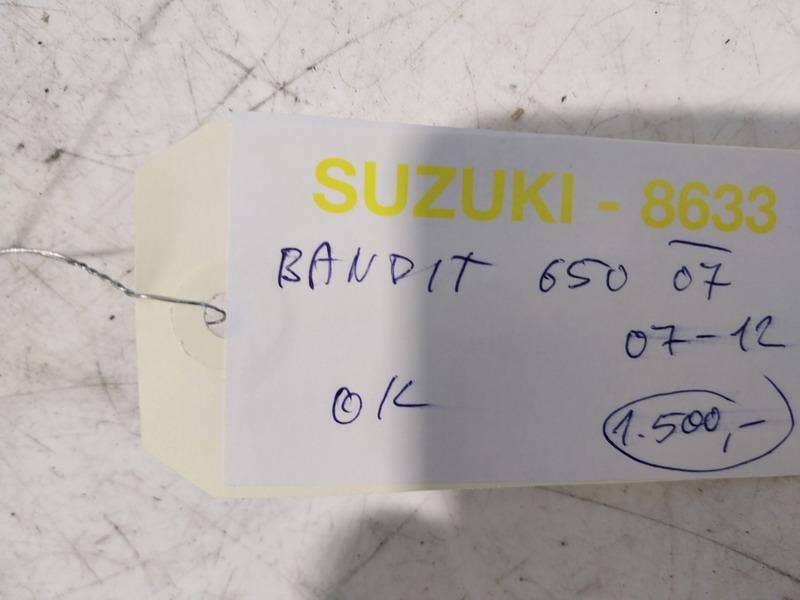 SUZUKI - 8633
BANDIT 650 07
07-12
OK
1.500,-